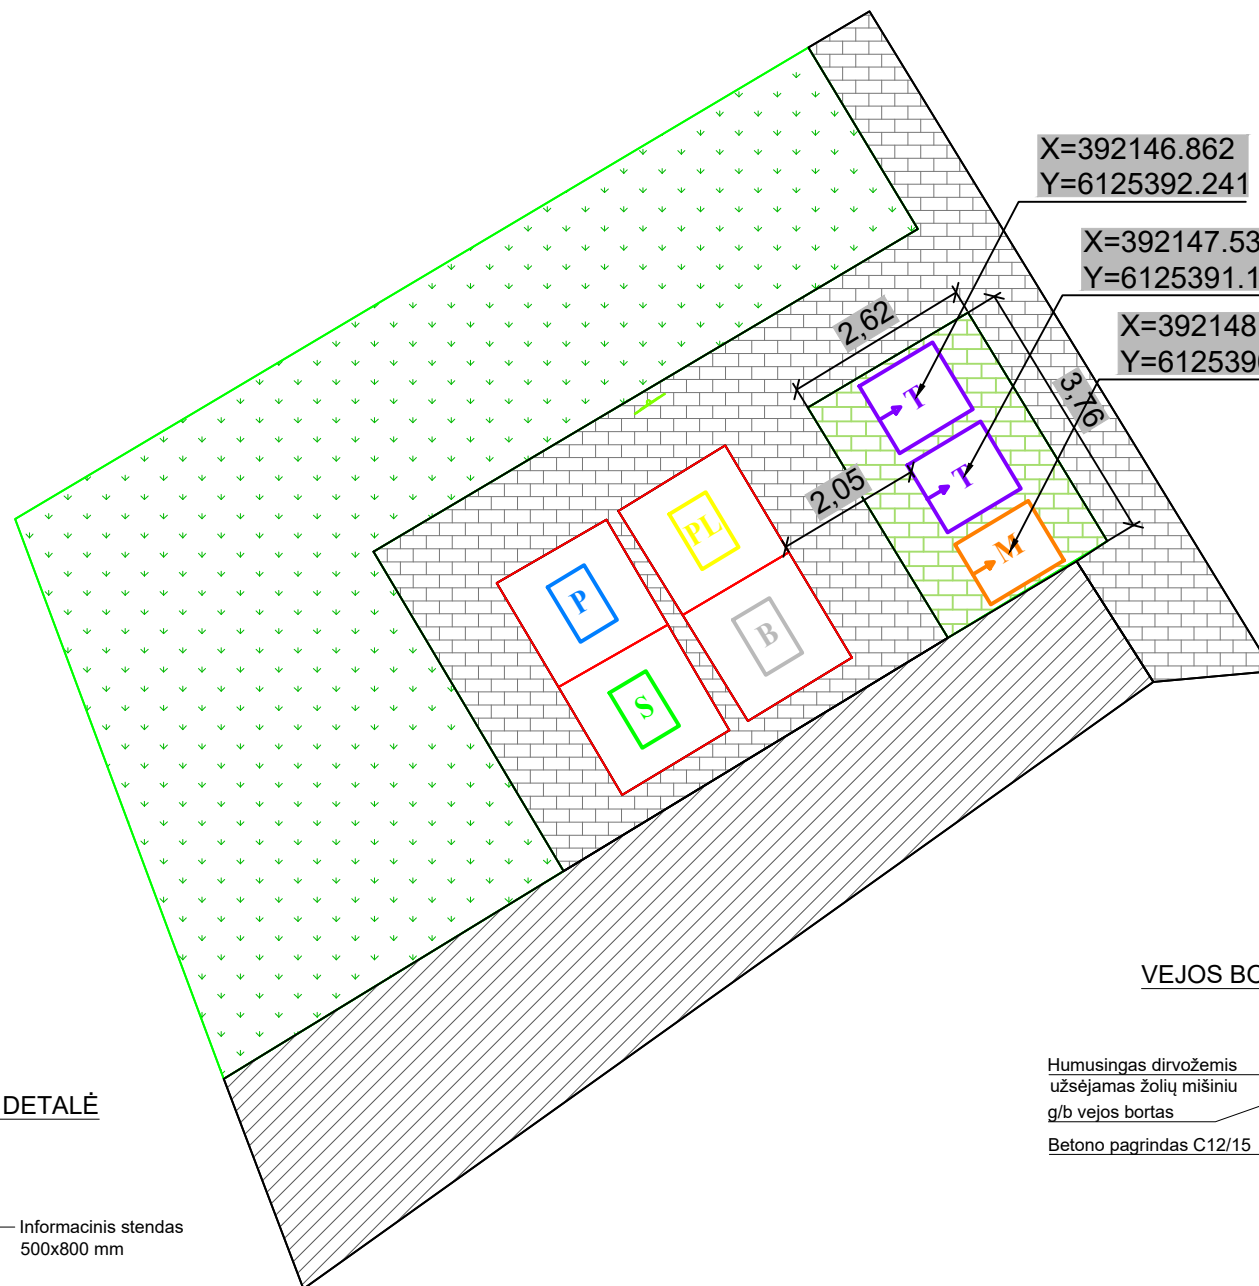 X=392146.862
Y=6125392.241
X=392147.53
Y=6125391.1
X=392148
Y=612539
2,62
3,76
2,05
T
T
M
PL
P
B
S
VEJOS BO
Humusingas dirvožemis
užsėjamas žolių mišiniu
g/b vejos bortas
Betono pagrindas C12/15
DETALĖ
Informacinis stendas
500x800 mm